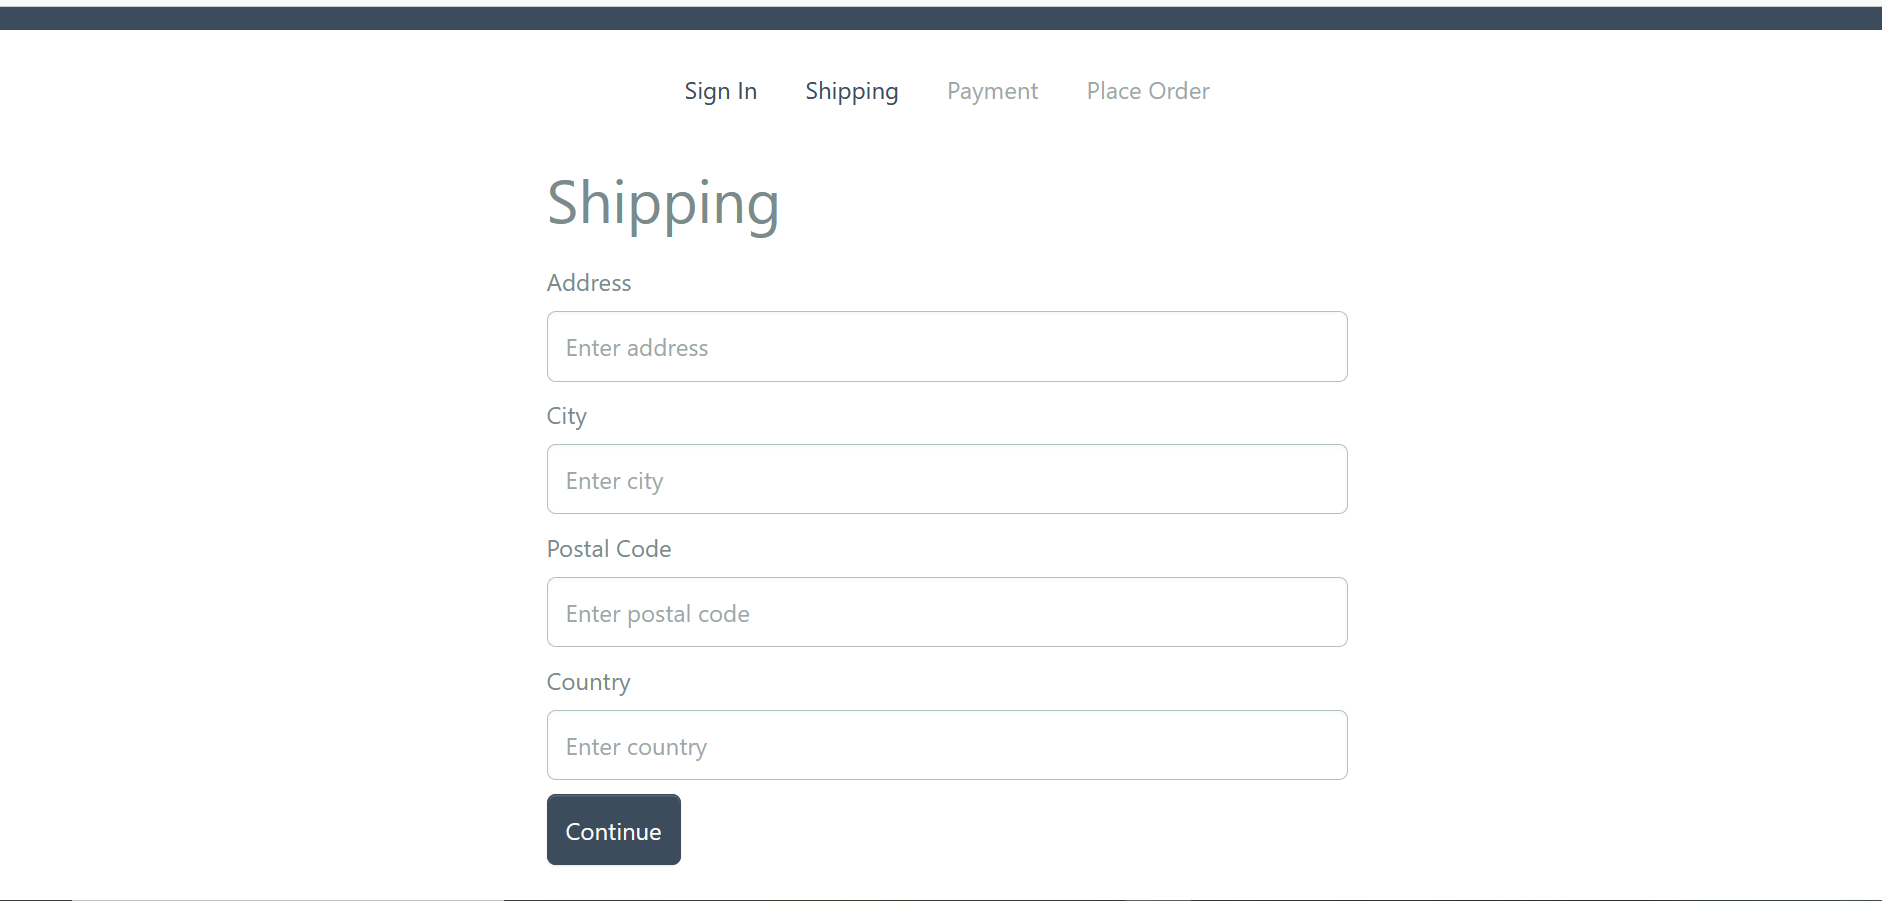 Sign In Shipping Payment Place Order
Shipping
Address
Enter address
City
Enter city
Postal Code
Enter postal code
Country
Enter country
Continue